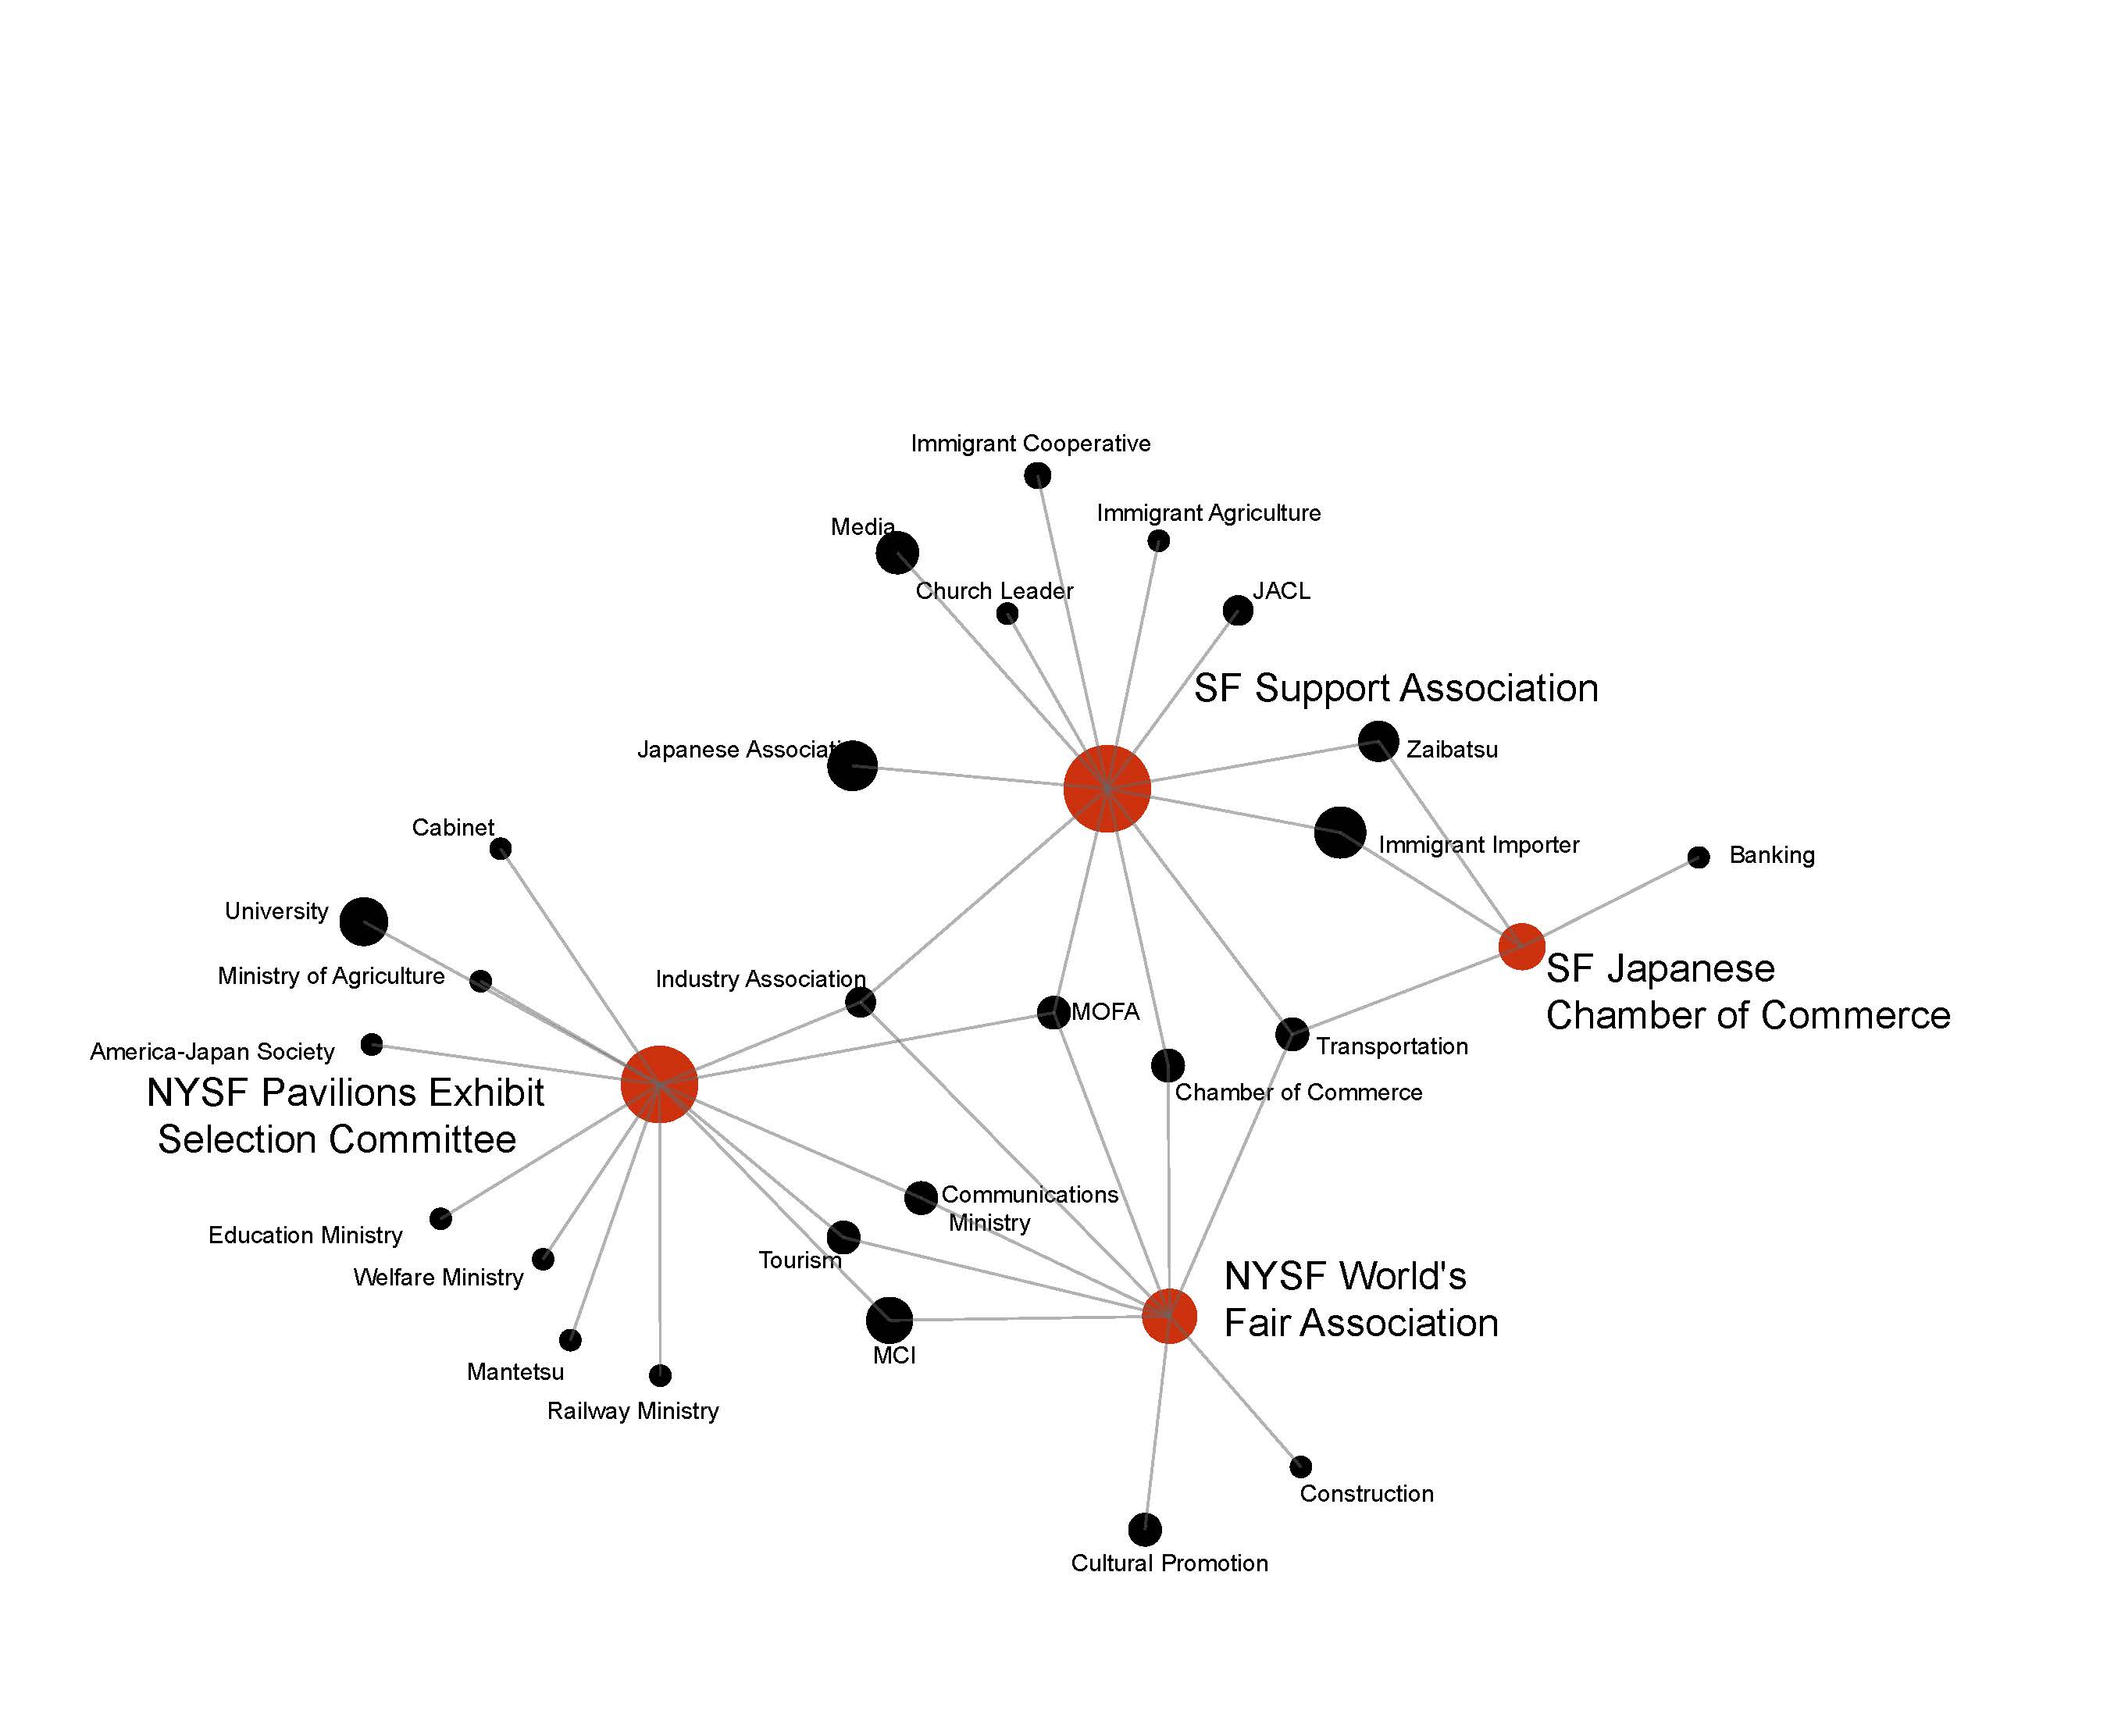 Immigrant Cooperative
Immigrant Agriculture
Media
Church Leader
JACL
SF Support Association
Japanese Associati
Zaibatsu
Cabinet
Immigrant Importer
Banking
University
Ministry of Agriculture
Industry Association
SF Japanese
Chamber of Commerce
MOFA
America-Japan Society
Transportation
NYSF Pavilions Exhibit
Selection Committee
Chamber of Commerce
Communications
Ministry
Education Ministry
Tourism
Welfare Ministry
NYSF World's
Fair Association
MCI
Mantetsu
Railway Ministry
Construction
Cultural Promotion